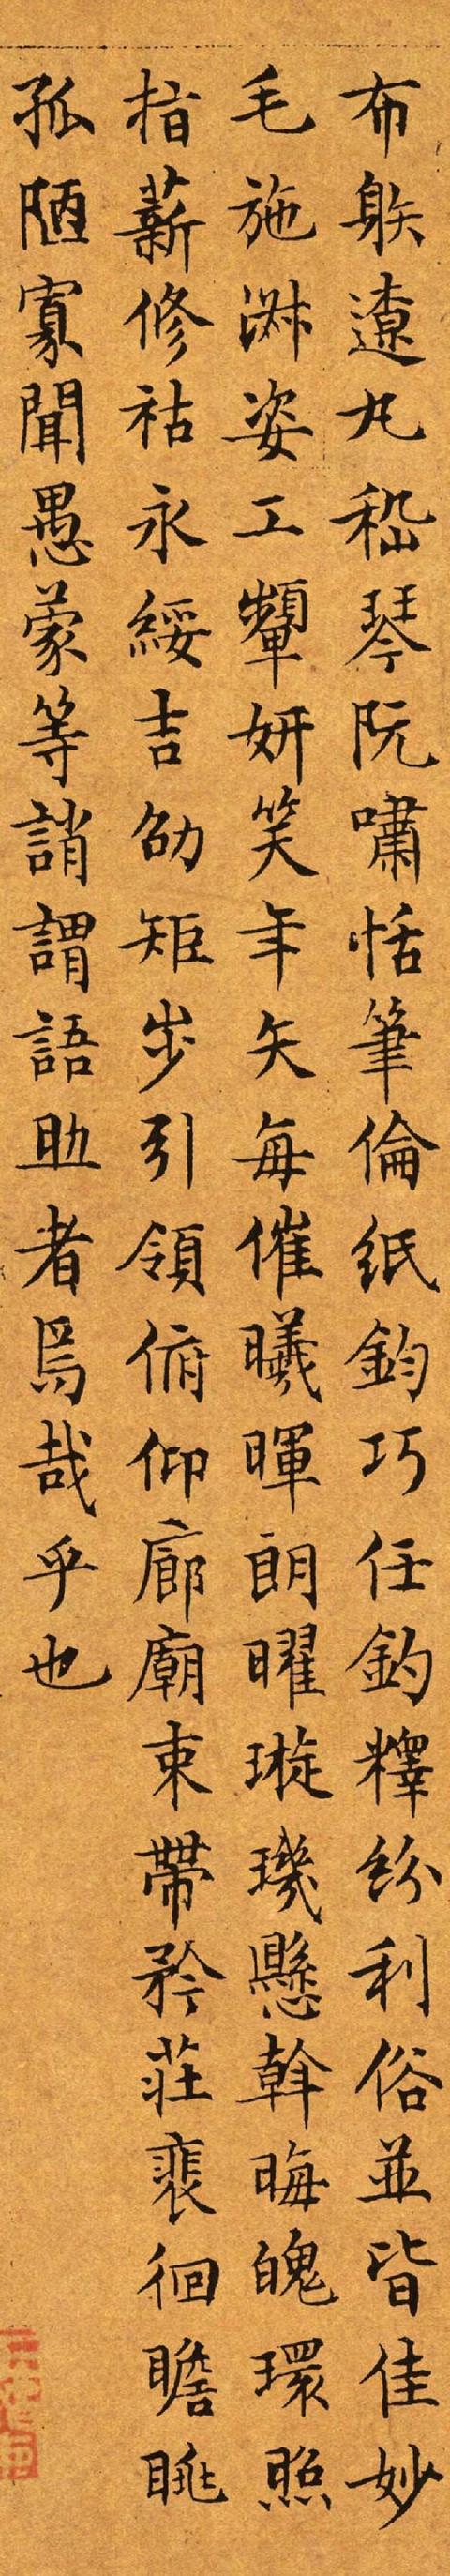 布躲遼丸嵇琴阮嘯恬筆倫紙鈞巧任釣釋紛利俗並皆佳妙
毛施淑姿工顰妍笑年矢每催曦暉朗曜璇璣懸斡晦魄環照
指薪修祜永綏吉劭矩步引領俯仰廊廟束帶矜莊裴徊瞻眺
孤陋寡聞愚蒙等誚謂語助者焉哉乎也